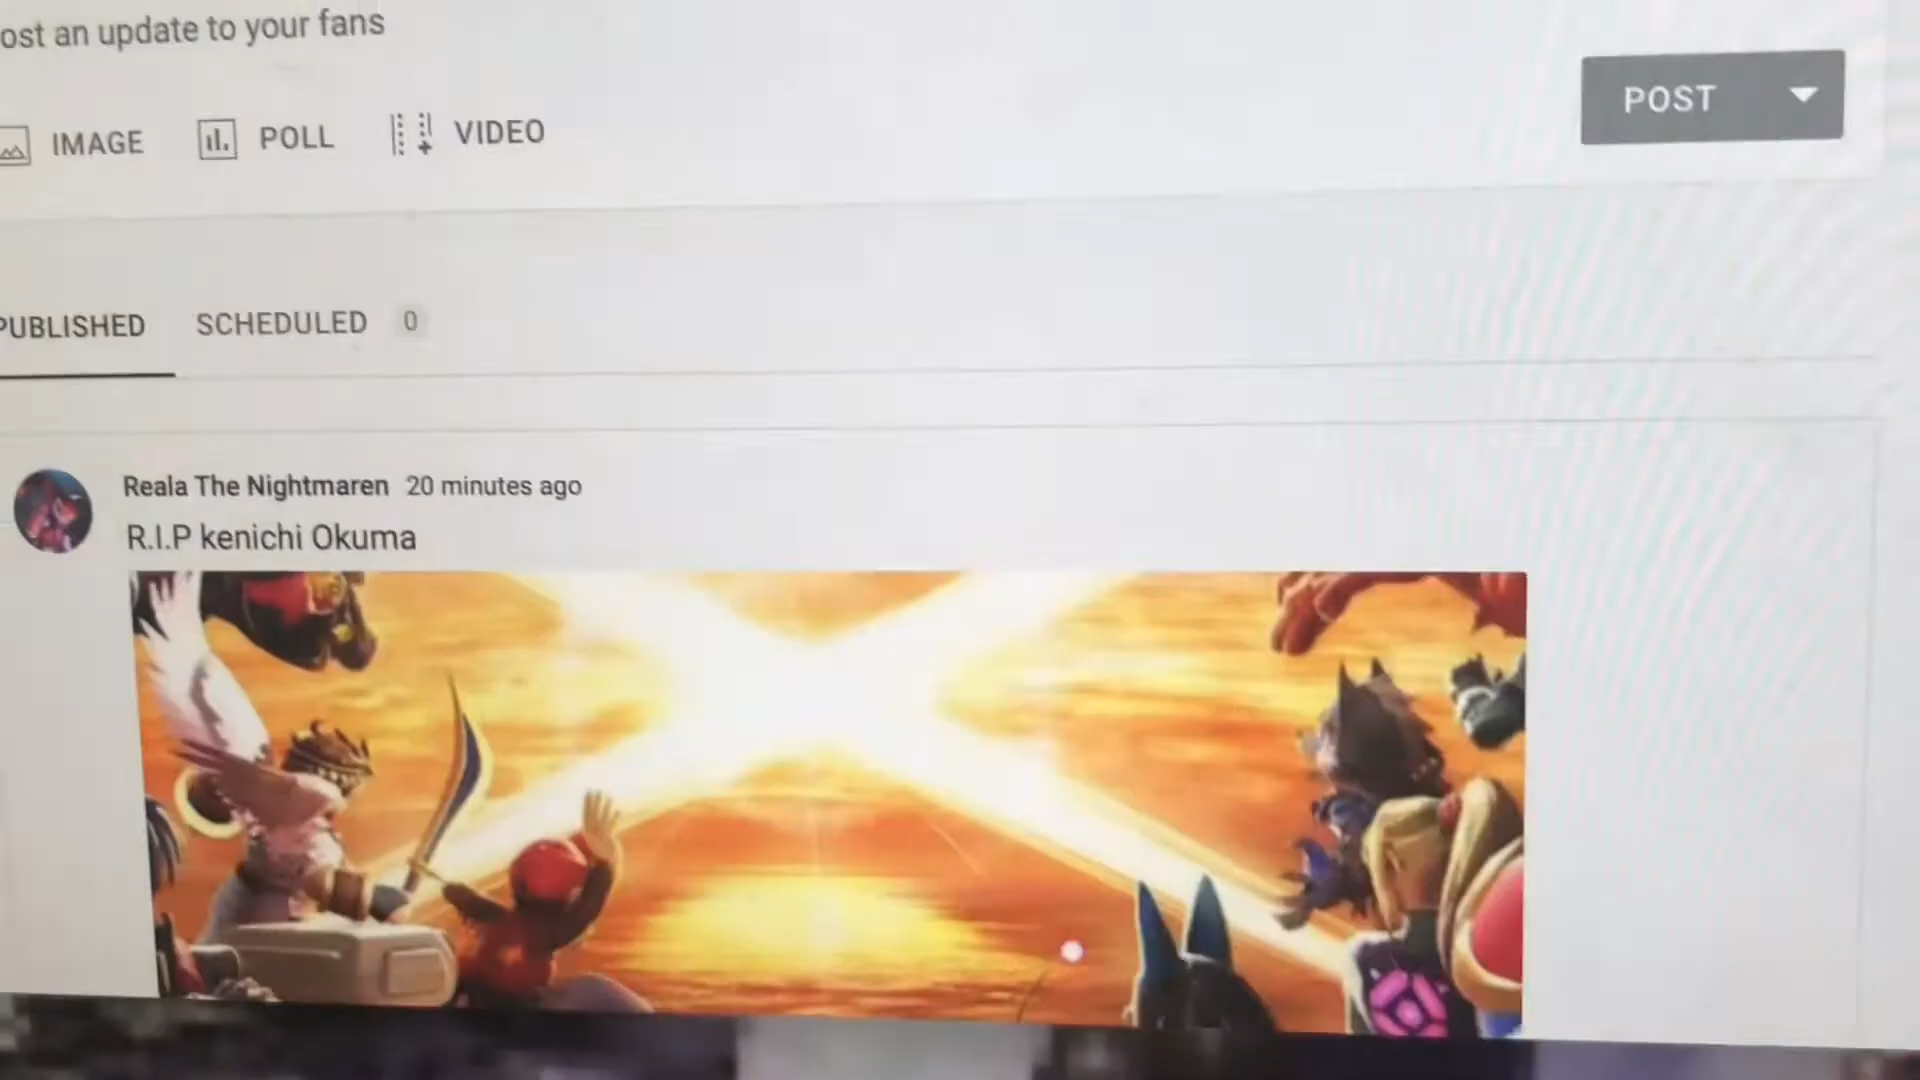 ost an update to your fans
IMAGE
POLL
VIDEO
POST
PUBLISHED
SCHEDULED 0
Reala The Nightmaren 20 minutes ago
R.I.P kenichi Okuma